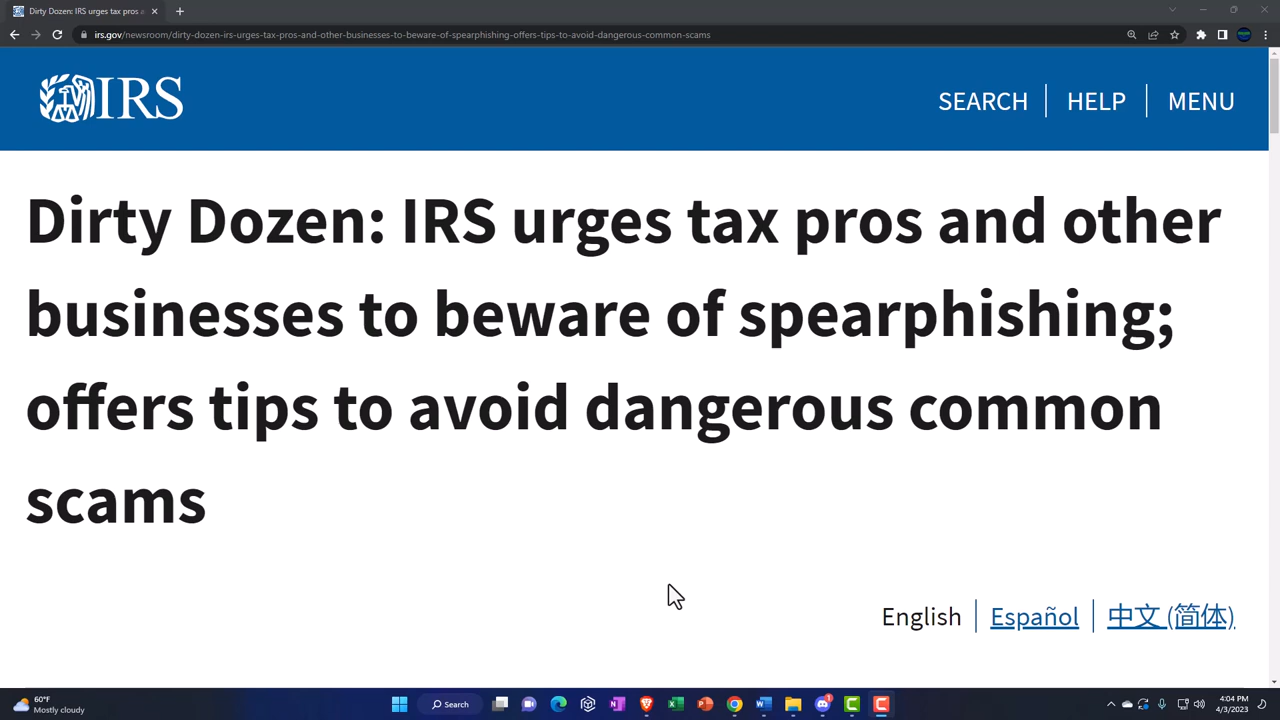 Dirty Dozen: IRS urges tax pros a
irs.gov/newsroom/dirty-dozen-irs-urges-tax-pros-and-other-businesses-to-beware-of-spearphishing-offers-tips-to-avoid-dangerous-common-scams
IRS
SEARCH
HELP
MENU
Dirty Dozen: IRS urges tax pros and other
businesses to beware of spearphishing;
offers tips to avoid dangerous common
scams
English
Español
中文 (简体)
60°F
Mostly cloudy
Search
1
4:04 PM
4/3/2023